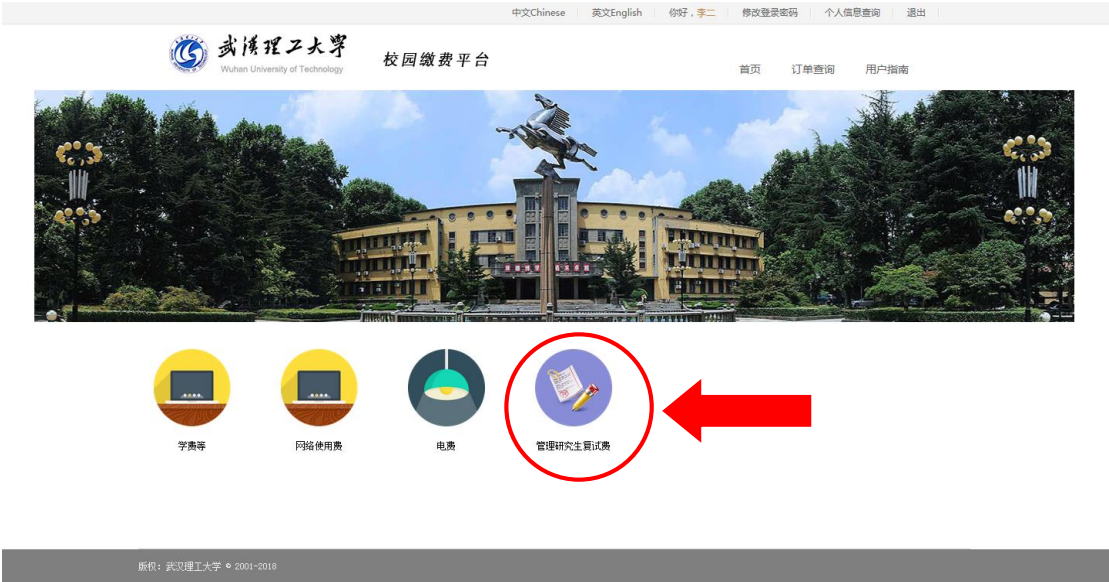 中文Chinese 英文English 你好，李二 修改登录密码 个人信息查询 退出
武汉理工大学
Wuhan University of Technology
校园缴费平台
首页 订单查询 用户指南
学费等 网络使用费 电费 管理研究生复试费
版权：武汉理工大学 © 2001-2018